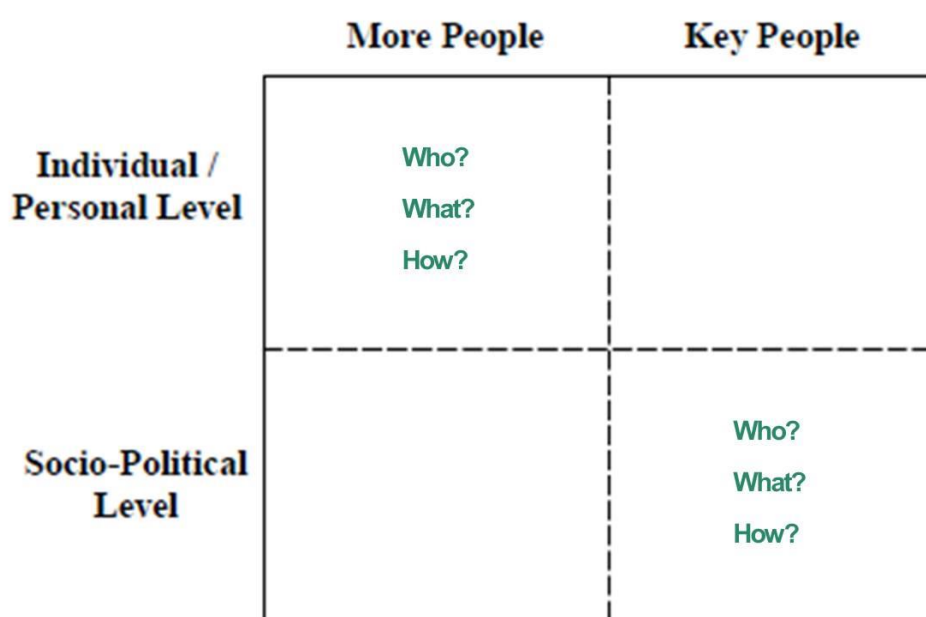 More People
Key People
Individual /
Personal Level
Who?
What?
How?
Socio-Political
Level
Who?
What?
How?